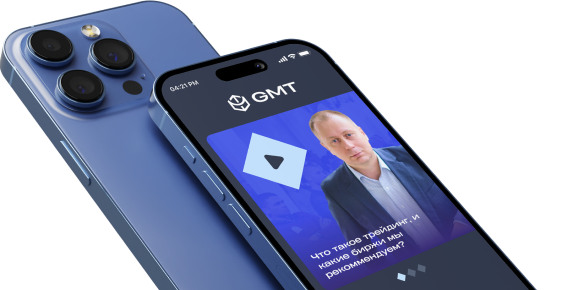 04:21 PM
GMT
Что такое трейдинг, и
какие биржи мы
рекомендуем?